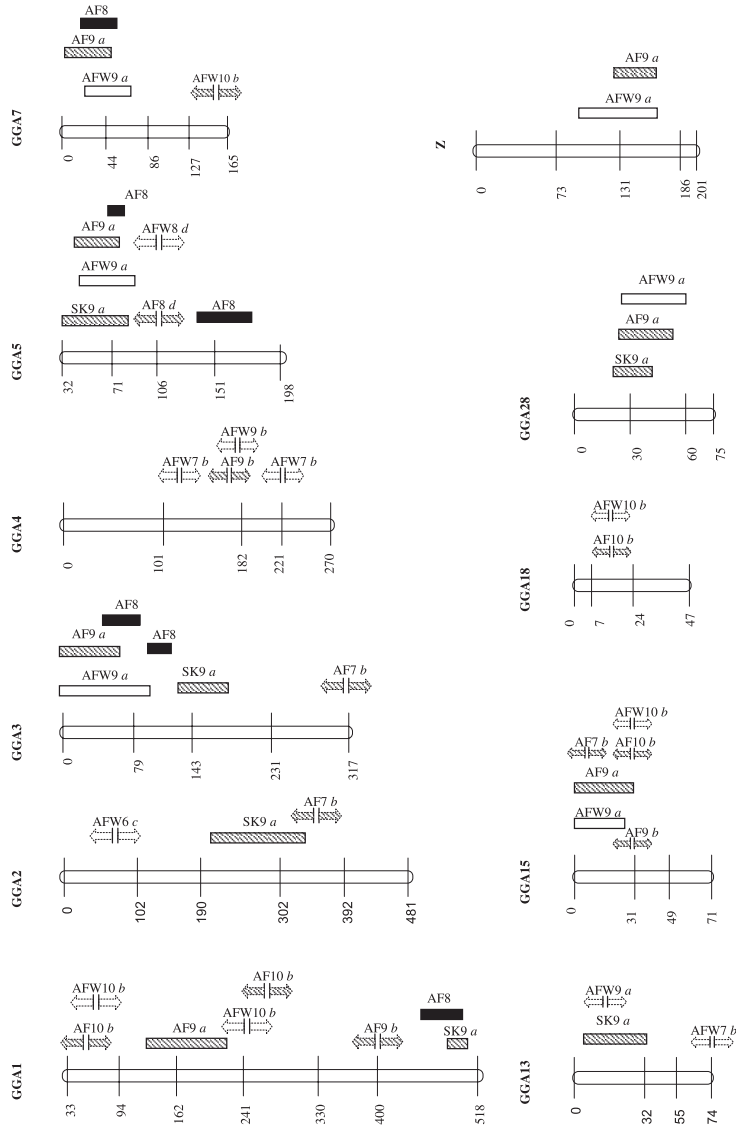 AF8
AF9 a
AFW9 a
AFW10 b
GGA7
0 44 86 127 165
AF8
AF9 a
AFW8 d
AFW9 a
SK9 a
AF8 d
AF8
GGA5
32 71 106 151 198
AFW9 b
AFW7 b
AF9 b
AFW7 b
GGA4
0 101 182 221 270
AF8
AF9 a
AF8
AFW9 a
SK9 a
AF7 b
GGA3
0 79 143 231 317
AF7 b
AFW6 c
SK9 a
GGA2
0 102 190 302 392 481
AF10 b
AFW10 b
AFW10 b
AF8
AF10 b
AF9 a
AF9 b
SK9 a
GGA1
33 94 162 241 330 400 518
AF9 a
AFW9 a
Z
0 73 131 186 201
AFW9 a
AF9 a
SK9 a
GGA28
0 30 60 75
AFW10 b
AF10 b
GGA18
0 7 24 47
AFW10 b
AF7 b
AF10 b
AF9 a
AFW9 a
AF9 b
GGA15
0 31 49 71
AFW9 a
SK9 a
AFW7 b
GGA13
0 32 55 74